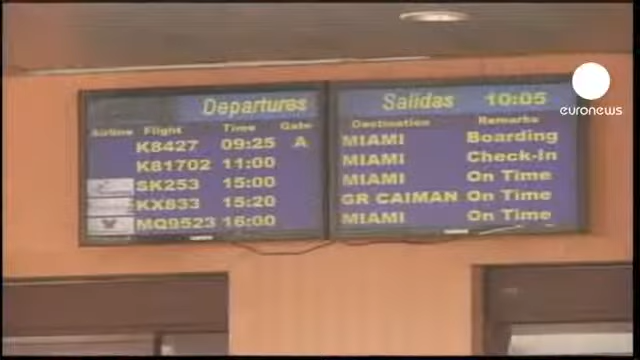 Departures Salidas 10:05
Airline Flight Time Gate Destination Remarks
K8427 09:25 A MIAMI Boarding
K81702 11:00 MIAMI Check-In
SK253 15:00 MIAMI On Time
KX833 15:20 GR CAIMAN On Time
MQ9523 16:00 MIAMI On Time
euronews